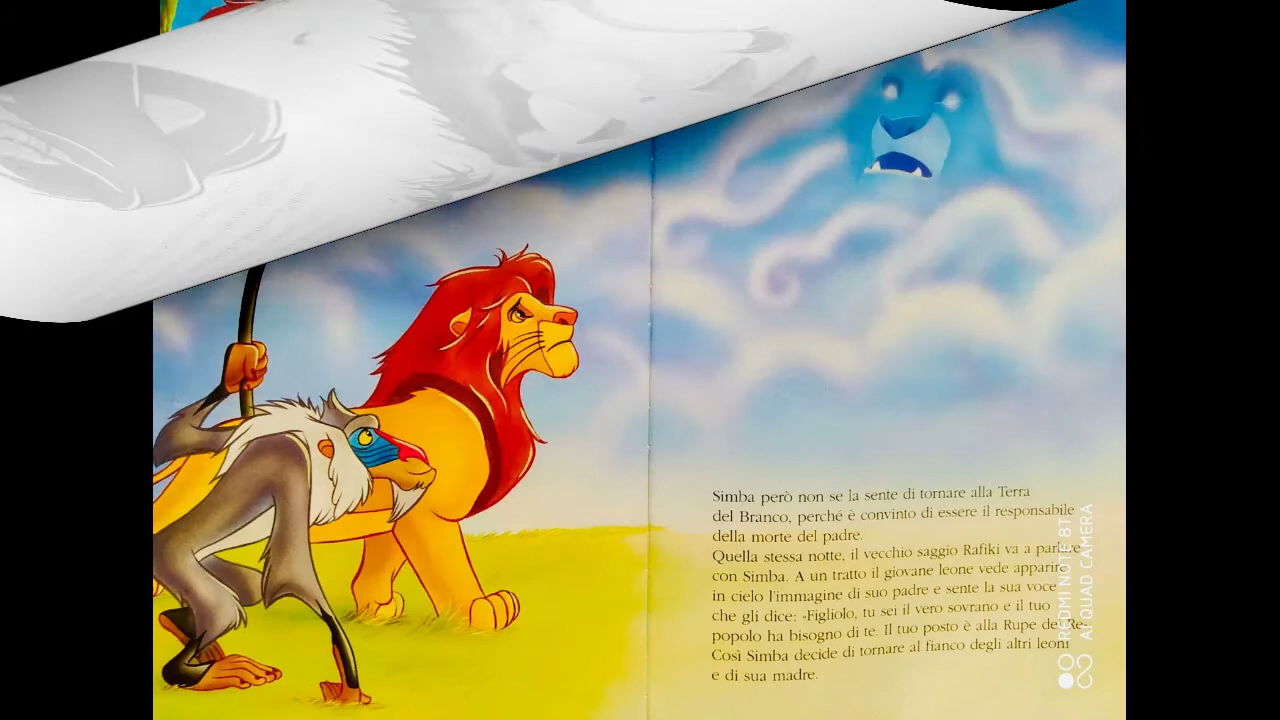 Simba però non se la sente di tornare alla Terra
del Branco, perché è convinto di essere il responsabile
della morte del padre.
Quella stessa notte, il vecchio saggio Rafiki va a parlare
con Simba. A un tratto il giovane leone vede apparire
in cielo l'immagine di suo padre e sente la sua voce
che gli dice: «Figliolo, tu sei il vero sovrano e il tuo
popolo ha bisogno di te. Il tuo posto è alla Rupe dei Re».
Così Simba decide di tornare al fianco degli altri leoni
e di sua madre.
REDMI NOTE 8T
AI QUAD CAMERA